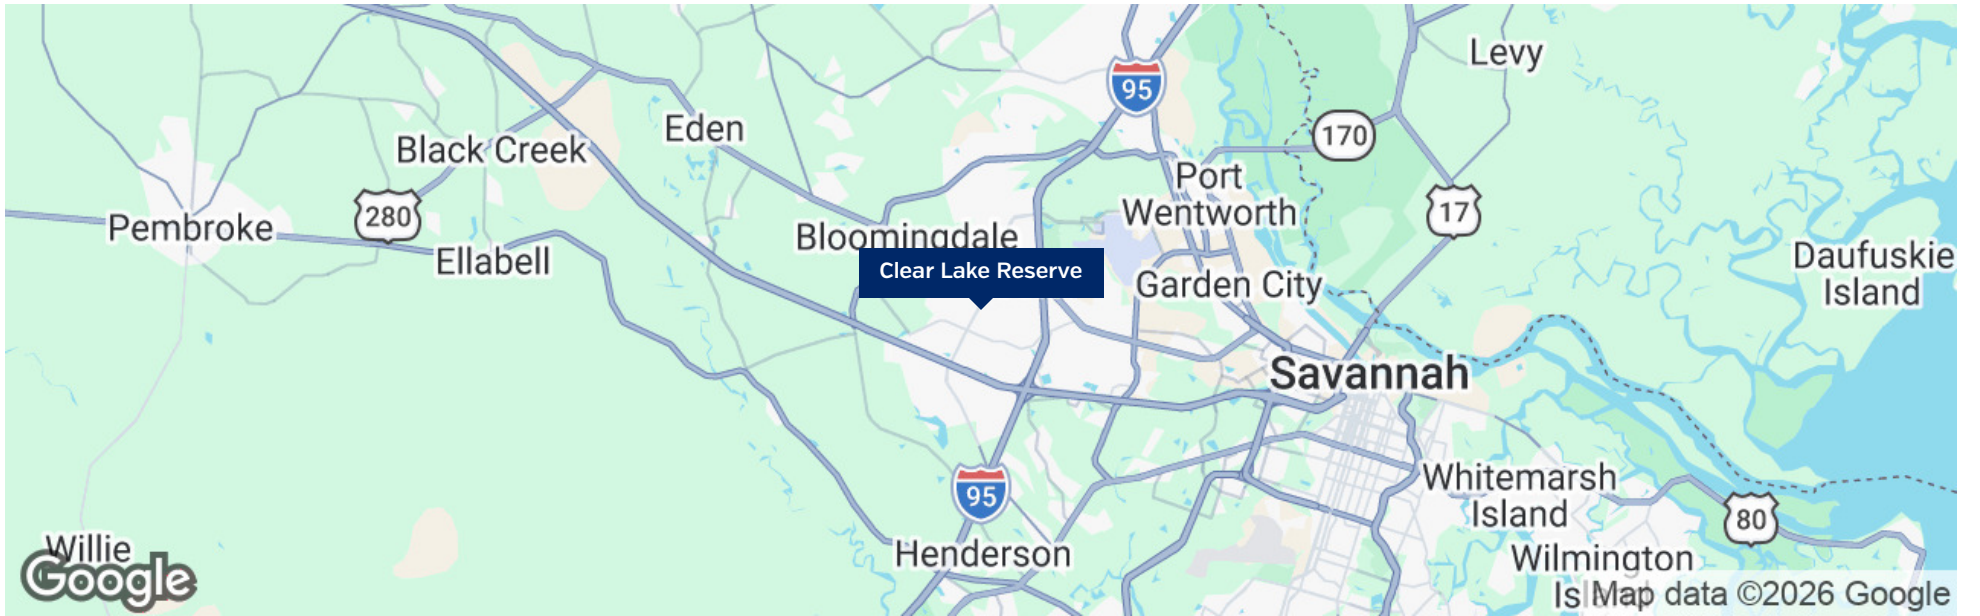 Levy
95
170
Eden
Black Creek
Port
Wentworth
17
280
Pembroke
Bloomingdale
Ellabell
Daufuskie
Island
Clear Lake Reserve
Garden City
Savannah
Whitemarsh
Island
95
80
Henderson
Willie
Wilmington
Google
Map data ©2026 Google